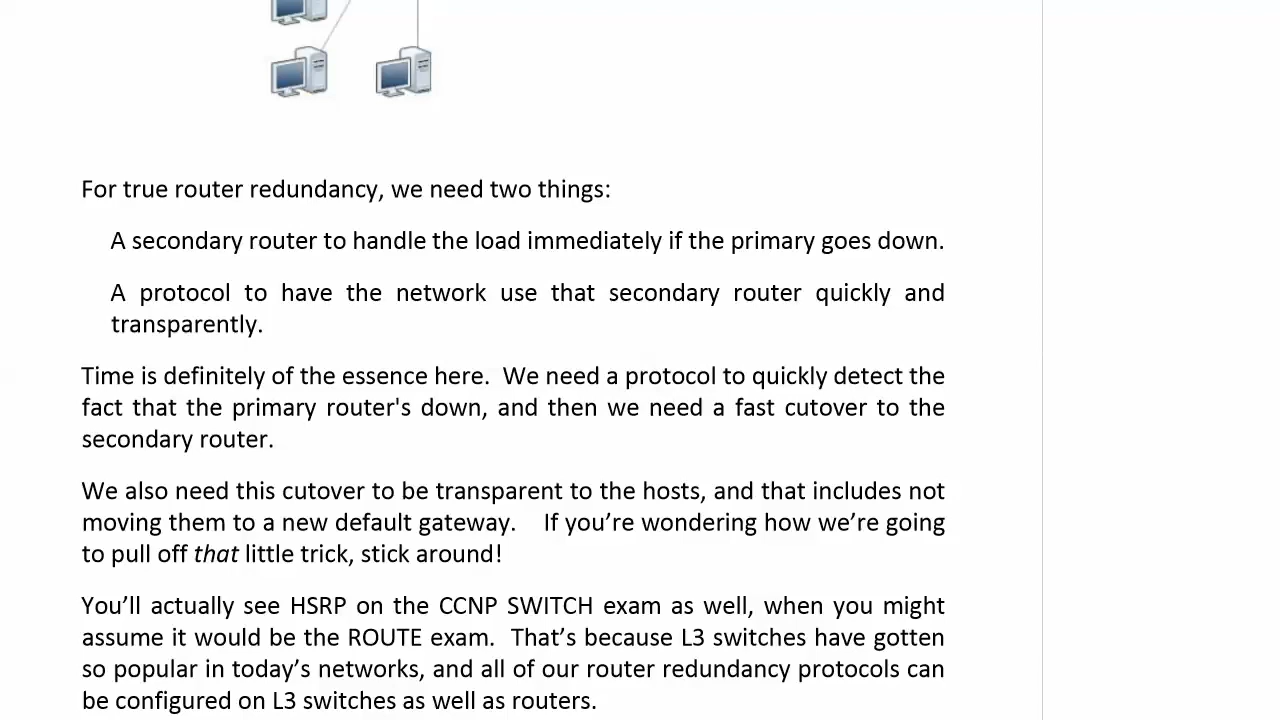 For true router redundancy, we need two things:
A secondary router to handle the load immediately if the primary goes down.
A protocol to have the network use that secondary router quickly and
transparently.
Time is definitely of the essence here.  We need a protocol to quickly detect the
fact that the primary router's down, and then we need a fast cutover to the
secondary router.
We also need this cutover to be transparent to the hosts, and that includes not
moving them to a new default gateway.    If you’re wondering how we’re going
to pull off that little trick, stick around!
You’ll actually see HSRP on the CCNP SWITCH exam as well, when you might
assume it would be the ROUTE exam.  That’s because L3 switches have gotten
so popular in today’s networks, and all of our router redundancy protocols can
be configured on L3 switches as well as routers.